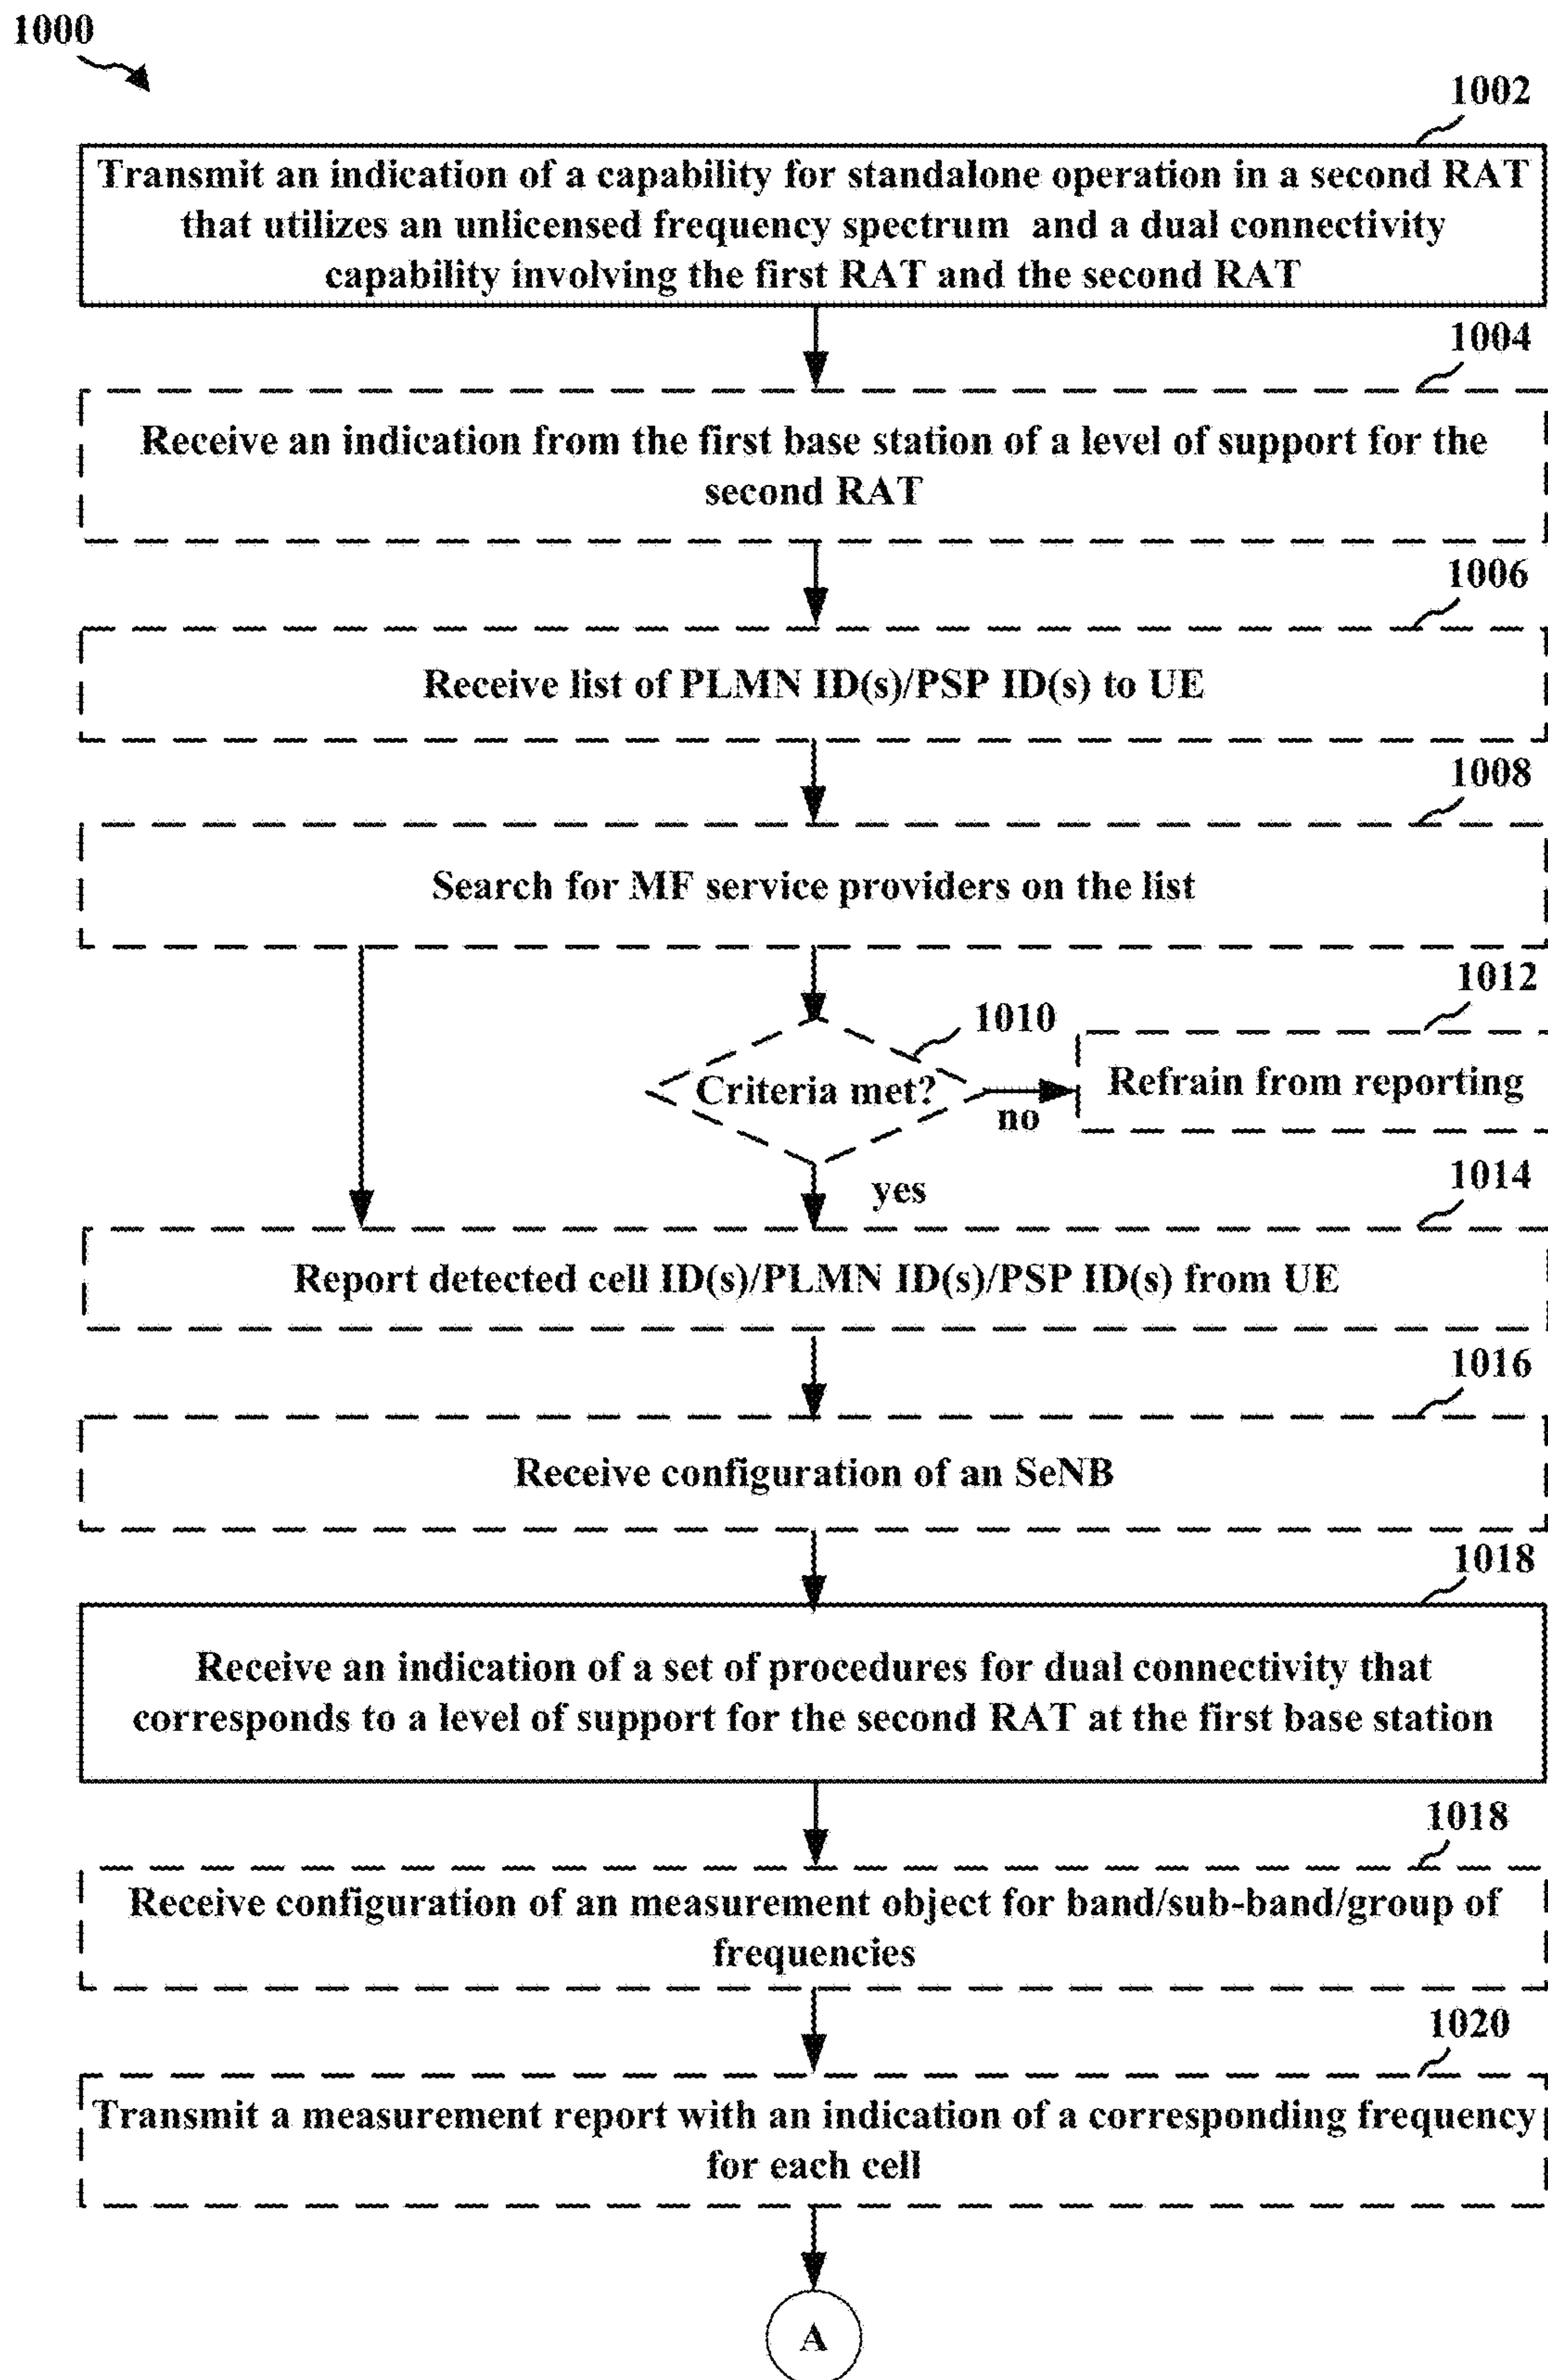 1000
1002
Transmit an indication of a capability for standalone operation in a second RAT
that utilizes an unlicensed frequency spectrum and a dual connectivity
capability involving the first RAT and the second RAT
1004
Receive an indication from the first base station of a level of support for the
second RAT
1006
Receive list of PLMN ID(s)/PSP ID(s) to UE
1008
Search for MF service providers on the list
1010
Criteria met?
no
1012
Refrain from reporting
yes
1014
Report detected cell ID(s)/PLMN ID(s)/PSP ID(s) from UE
1016
Receive configuration of an SeNB
1018
Receive an indication of a set of procedures for dual connectivity that
corresponds to a level of support for the second RAT at the first base station
1018
Receive configuration of an measurement object for band/sub-band/group of
frequencies
1020
Transmit a measurement report with an indication of a corresponding frequency
for each cell
A